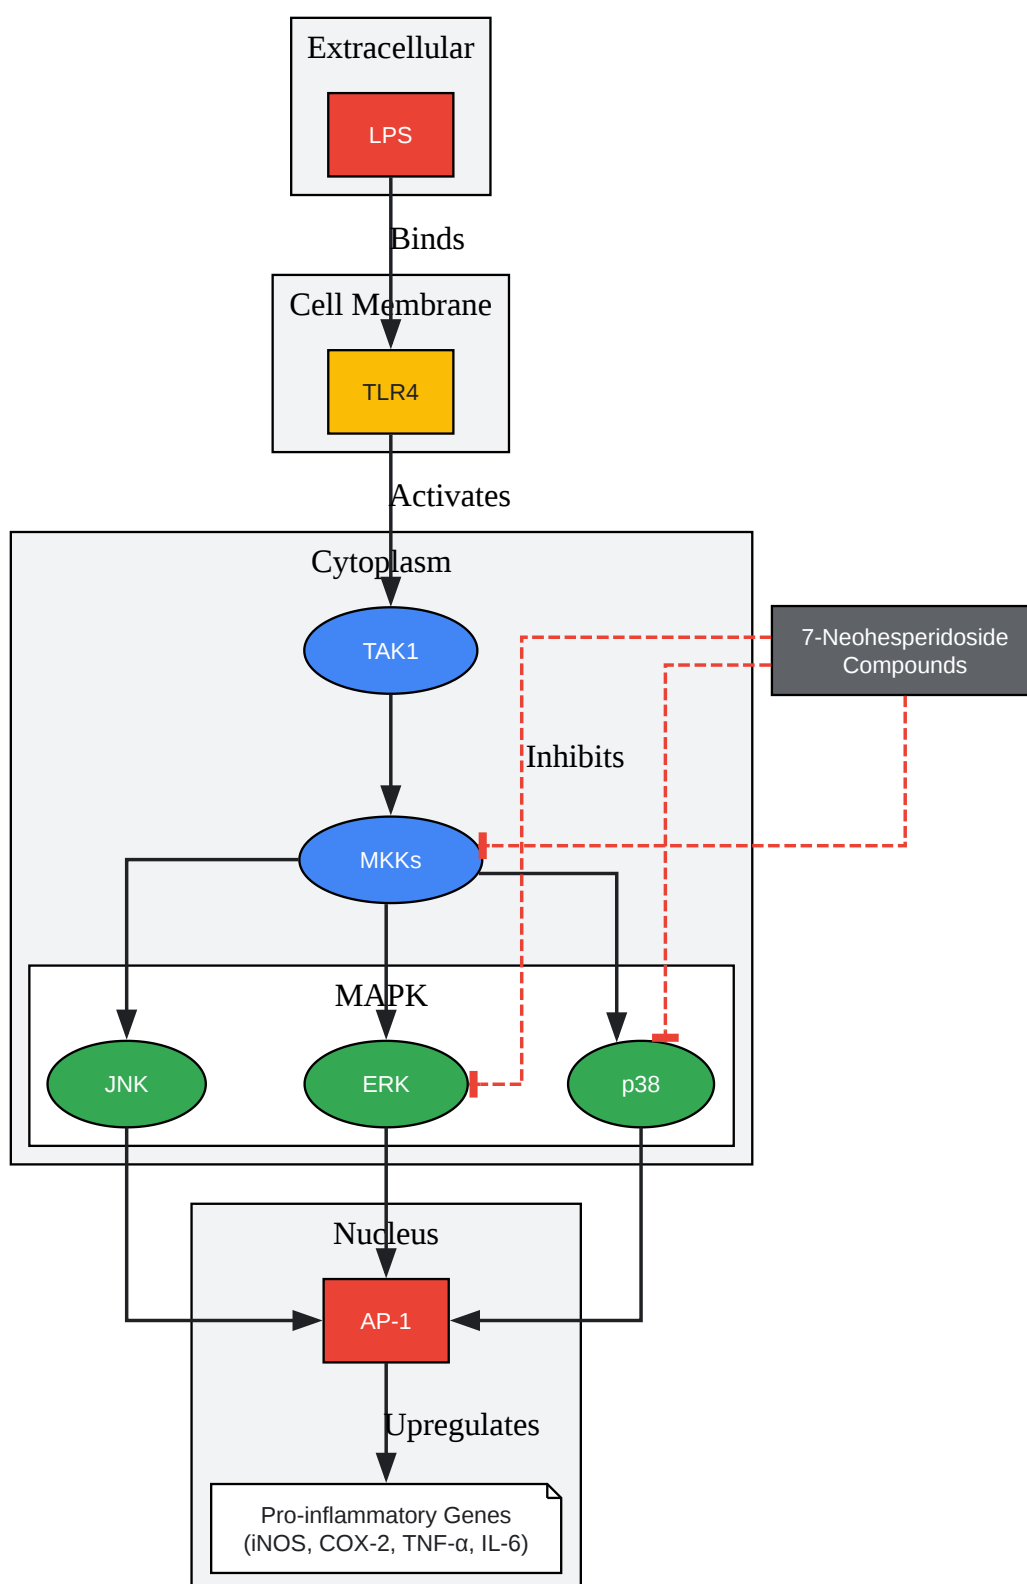 Extracellular
LPS
Binds
Cell Membrane
TLR4
Activates
Cytoplasm
TAK1
7-Neohesperidoside
Compounds
Inhibits
MKKs
MAPK
JNK
ERK
p38
Nucleus
AP-1
Upregulates
Pro-inflammatory Genes
(iNOS, COX-2, TNF-α, IL-6)